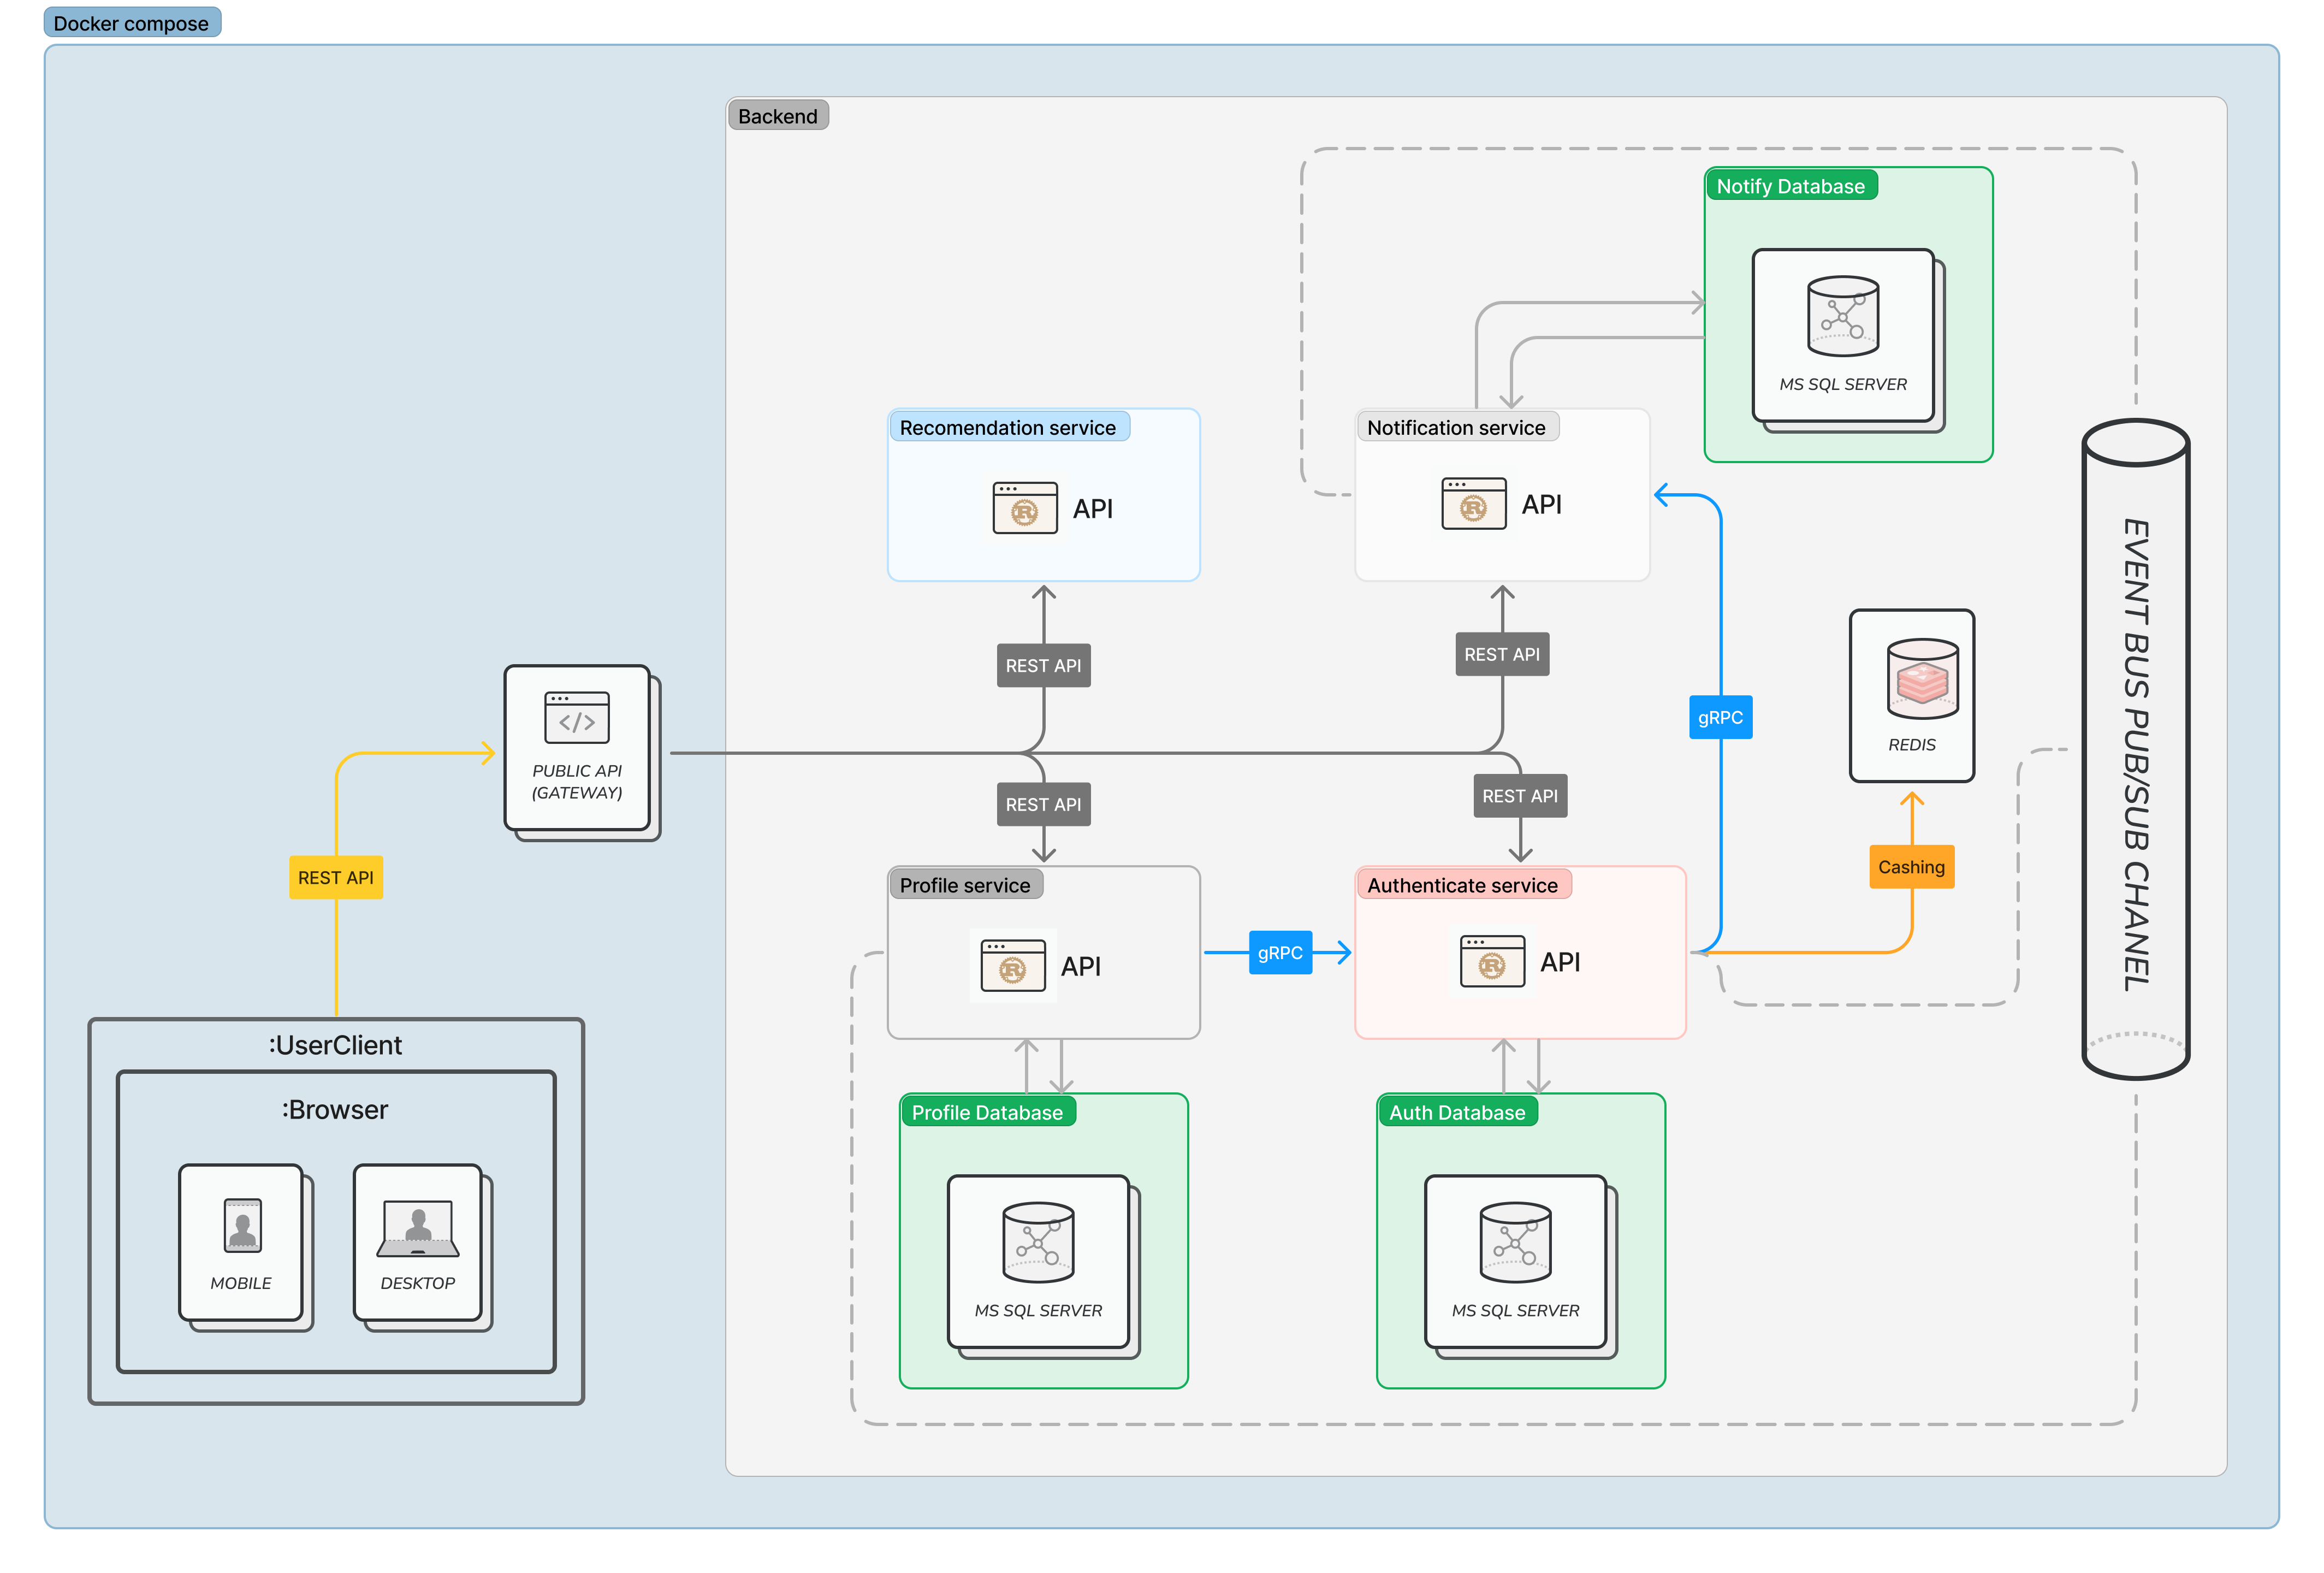 Docker compose
Backend
Notify Database
MS SQL SERVER
Recomendation service
API
Notification service
API
EVENT BUS PUB/SUB CHANNEL
REST API
REST API
gRPC
REDIS
PUBLIC API
(GATEWAY)
REST API
REST API
REST API
Cashing
Profile service
API
gRPC
Authenticate service
API
:UserClient
:Browser
MOBILE
DESKTOP
Profile Database
MS SQL SERVER
Auth Database
MS SQL SERVER